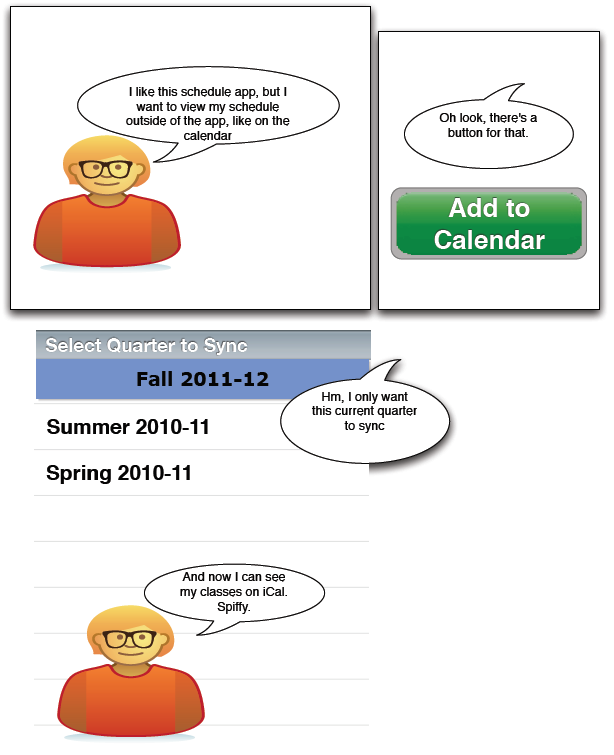 I like this schedule app, but I
want to view my schedule
outside of the app, like on the
calendar
Oh look, there's a
button for that.
Add to
Calendar
Select Quarter to Sync
Fall 2011-12
Hm, I only want
this current quarter
to sync
Summer 2010-11
Spring 2010-11
And now I can see
my classes on iCal.
Spiffy.